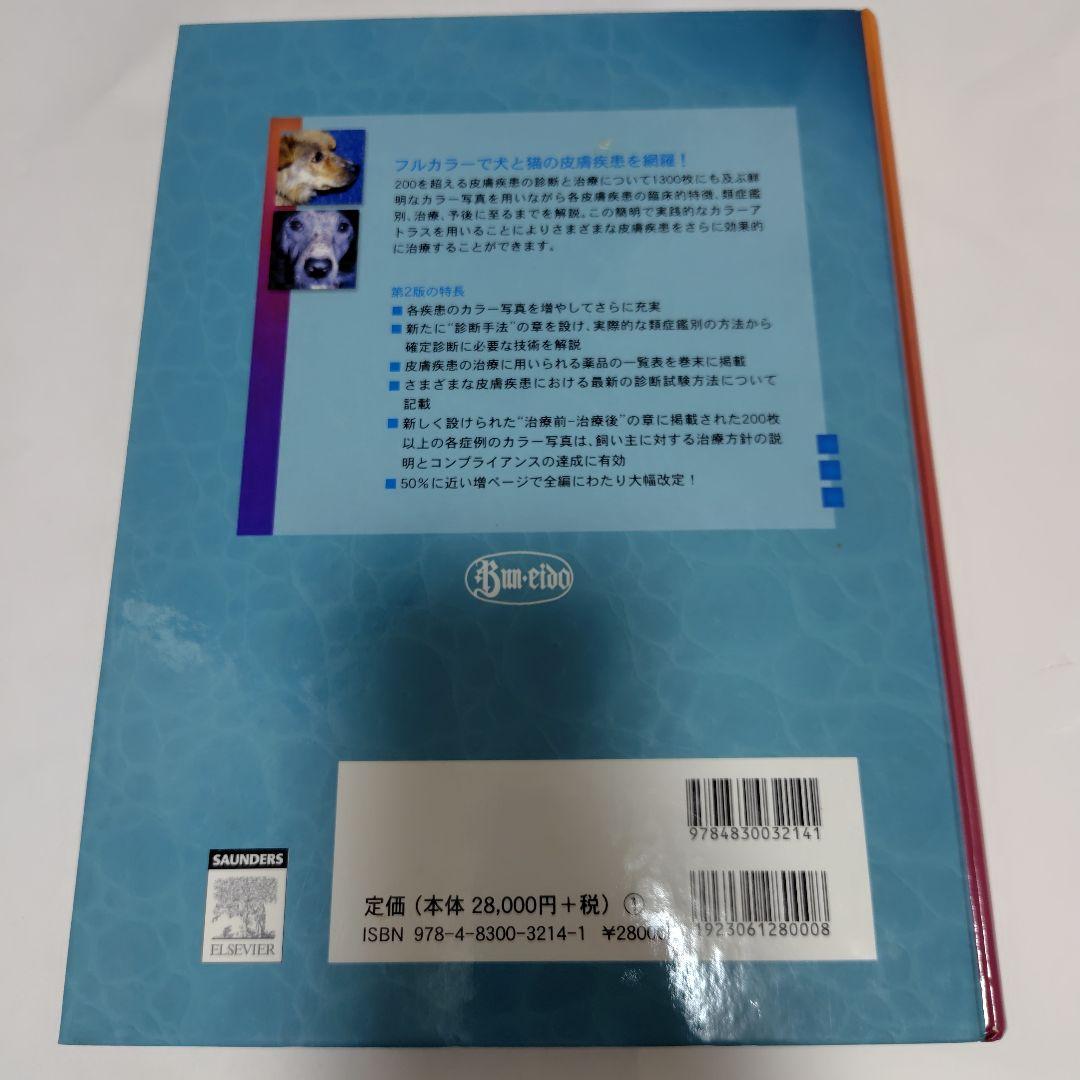 フルカラーで犬と猫の皮膚疾患を網羅！
200を超える皮膚疾患の診断と治療について1300枚にも及ぶ鮮
明なカラー写真を用いながら各皮膚疾患の臨床的特徴、類症鑑
別、治療、予後に至るまでを解説。この簡明で実践的なカラーア
トラスを用いることによりさまざまな皮膚疾患をさらに効果的
に治療することができます。
第2版の特長
■ 各疾患のカラー写真を増やしてさらに充実
■ 新たに“診断手法”の章を設け、実際的な類症鑑別の方法から
確定診断に必要な技術を解説
■ 皮膚疾患の治療に用いられる薬品の一覧表を巻末に掲載
■ さまざまな皮膚疾患における最新の診断試験方法について
記載
■ 新しく設けられた“治療前-治療後”の章に掲載された200枚
以上の各症例のカラー写真は、飼い主に対する治療方針の説
明とコンプライアンスの達成に有効
■ 50%に近い増ページで全編にわたり大幅改定！
Bun·eido
9784830032141
SAUNDERS
ELSEVIER
定価（本体 28,000円＋税）①
ISBN 978-4-8300-3214-1 ¥28000
1923061280008